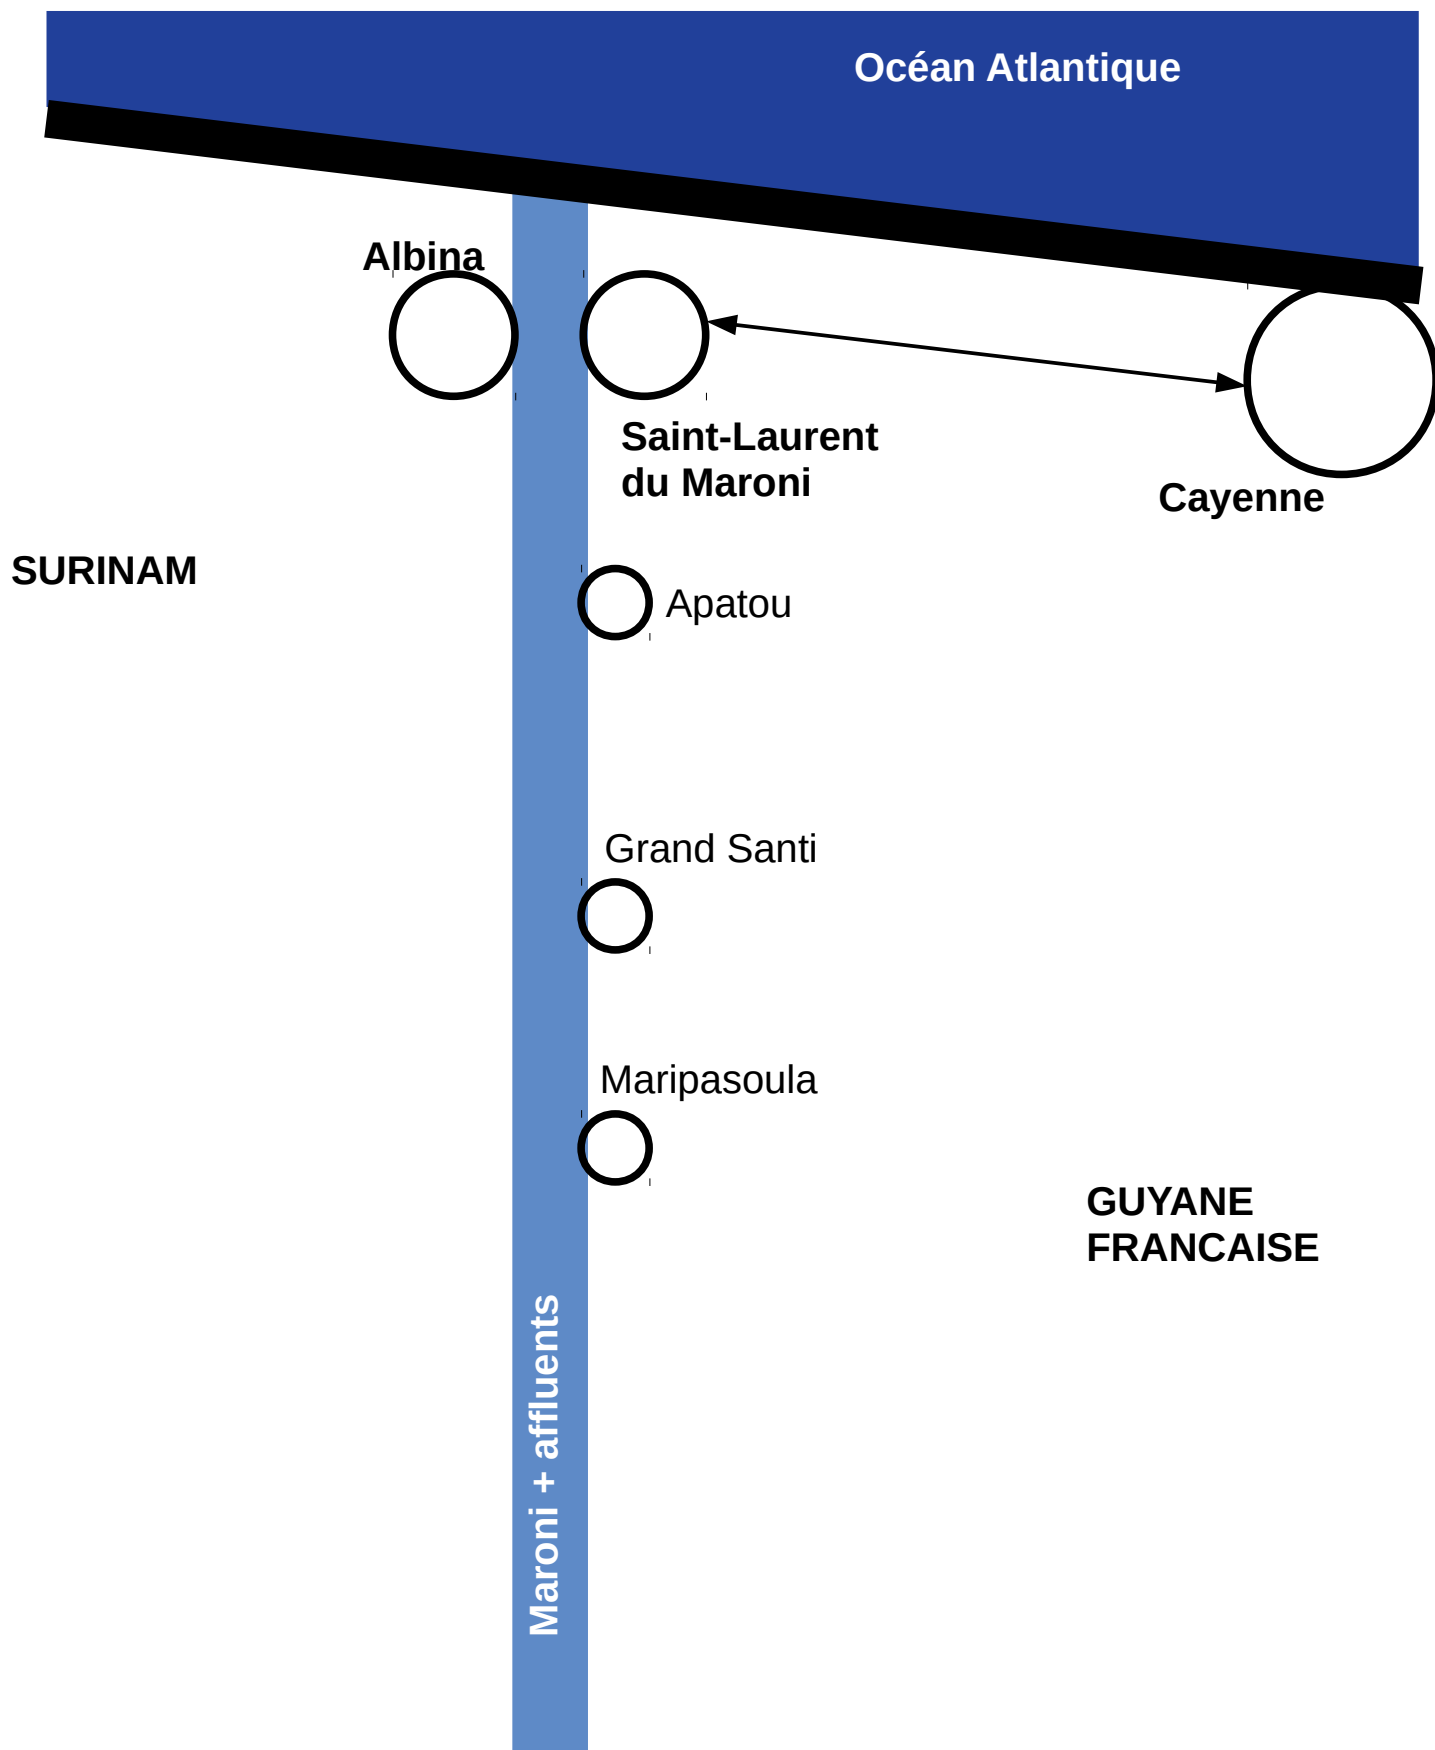 Océan Atlantique
Albina
Saint-Laurent
du Maroni
Cayenne
SURINAM
Apatou
Grand Santi
Maripasoula
GUYANE
FRANCAISE
Maroni + affluents